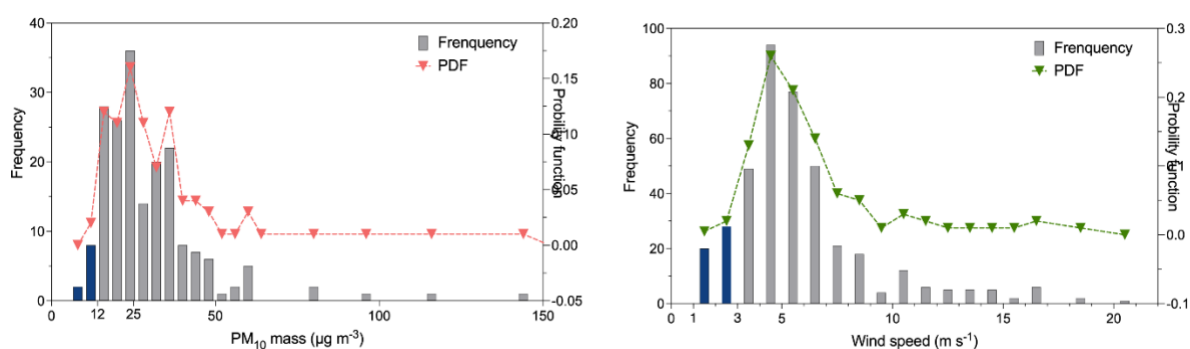 40
30
20
10
0
Frequency
0.20
0.15
0.10
0.05
0.00
-0.05
Probility function
Frenquency
PDF
0 12 25 50 100 150
PM10 mass (µg m-3)
100
80
60
40
20
0
Frequency
0.3
0.2
0.1
0.0
-0.1
Probility function
Frenquency
PDF
0 1 3 5 10 15 20
Wind speed (m s-1)